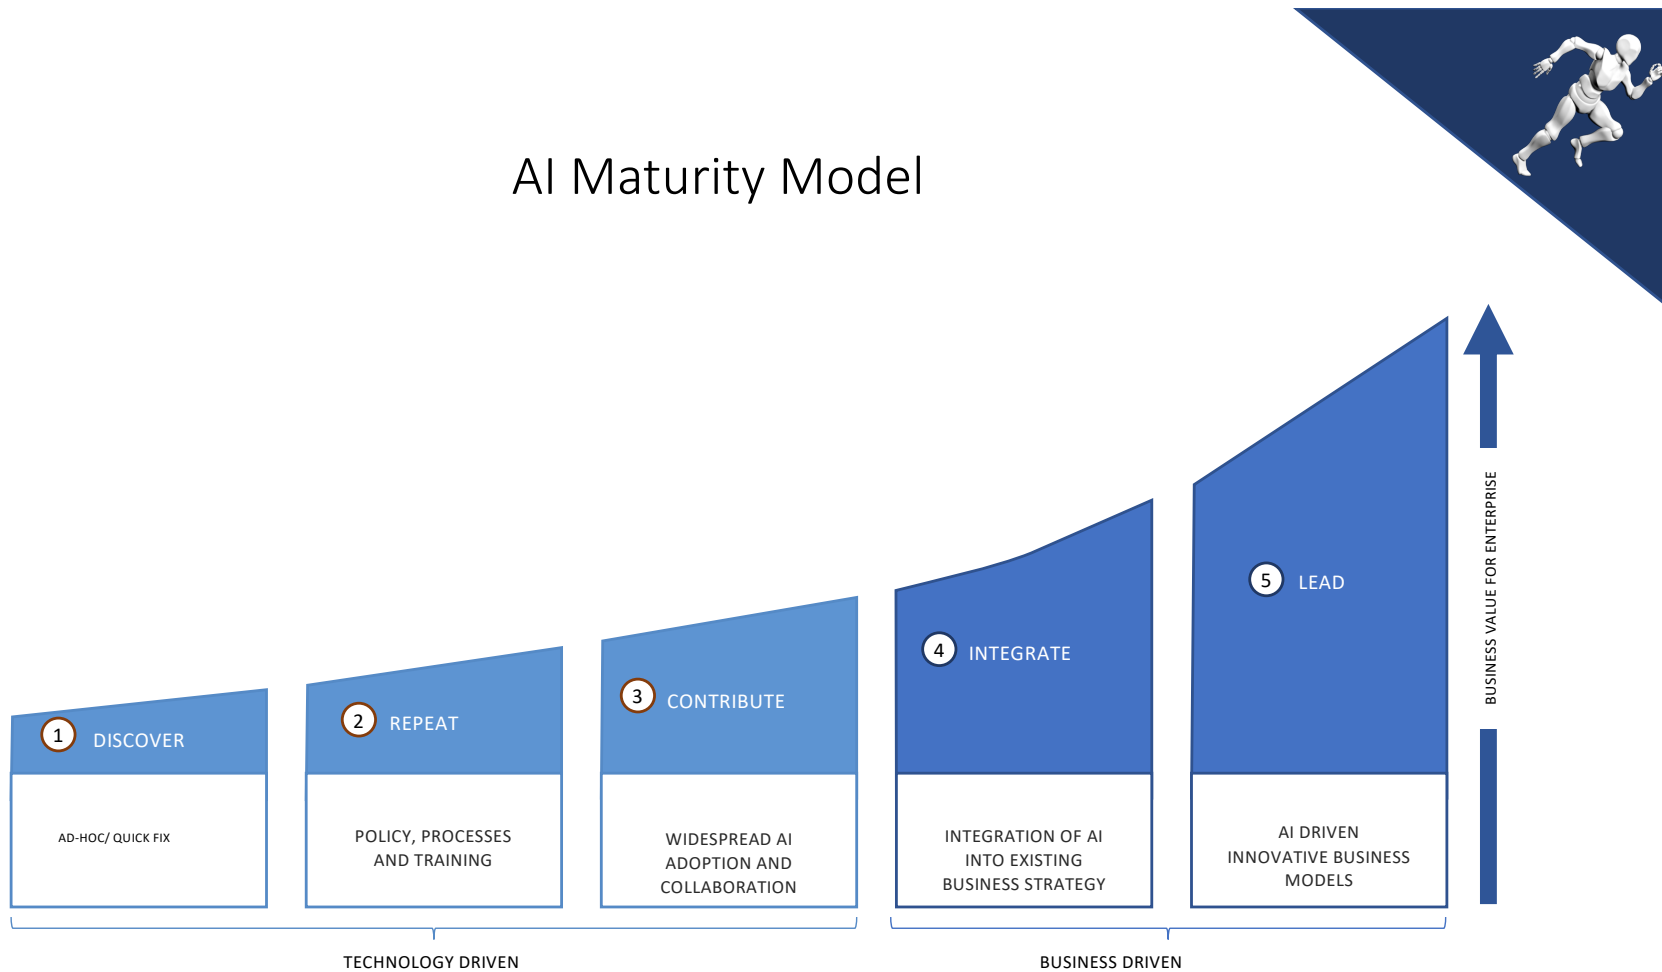 AI Maturity Model
1 DISCOVER
AD-HOC/ QUICK FIX
2 REPEAT
POLICY, PROCESSES
AND TRAINING
3 CONTRIBUTE
WIDESPREAD AI
ADOPTION AND
COLLABORATION
4 INTEGRATE
INTEGRATION OF AI
INTO EXISTING
BUSINESS STRATEGY
5 LEAD
AI DRIVEN
INNOVATIVE BUSINESS
MODELS
BUSINESS VALUE FOR ENTERPRISE
TECHNOLOGY DRIVEN
BUSINESS DRIVEN